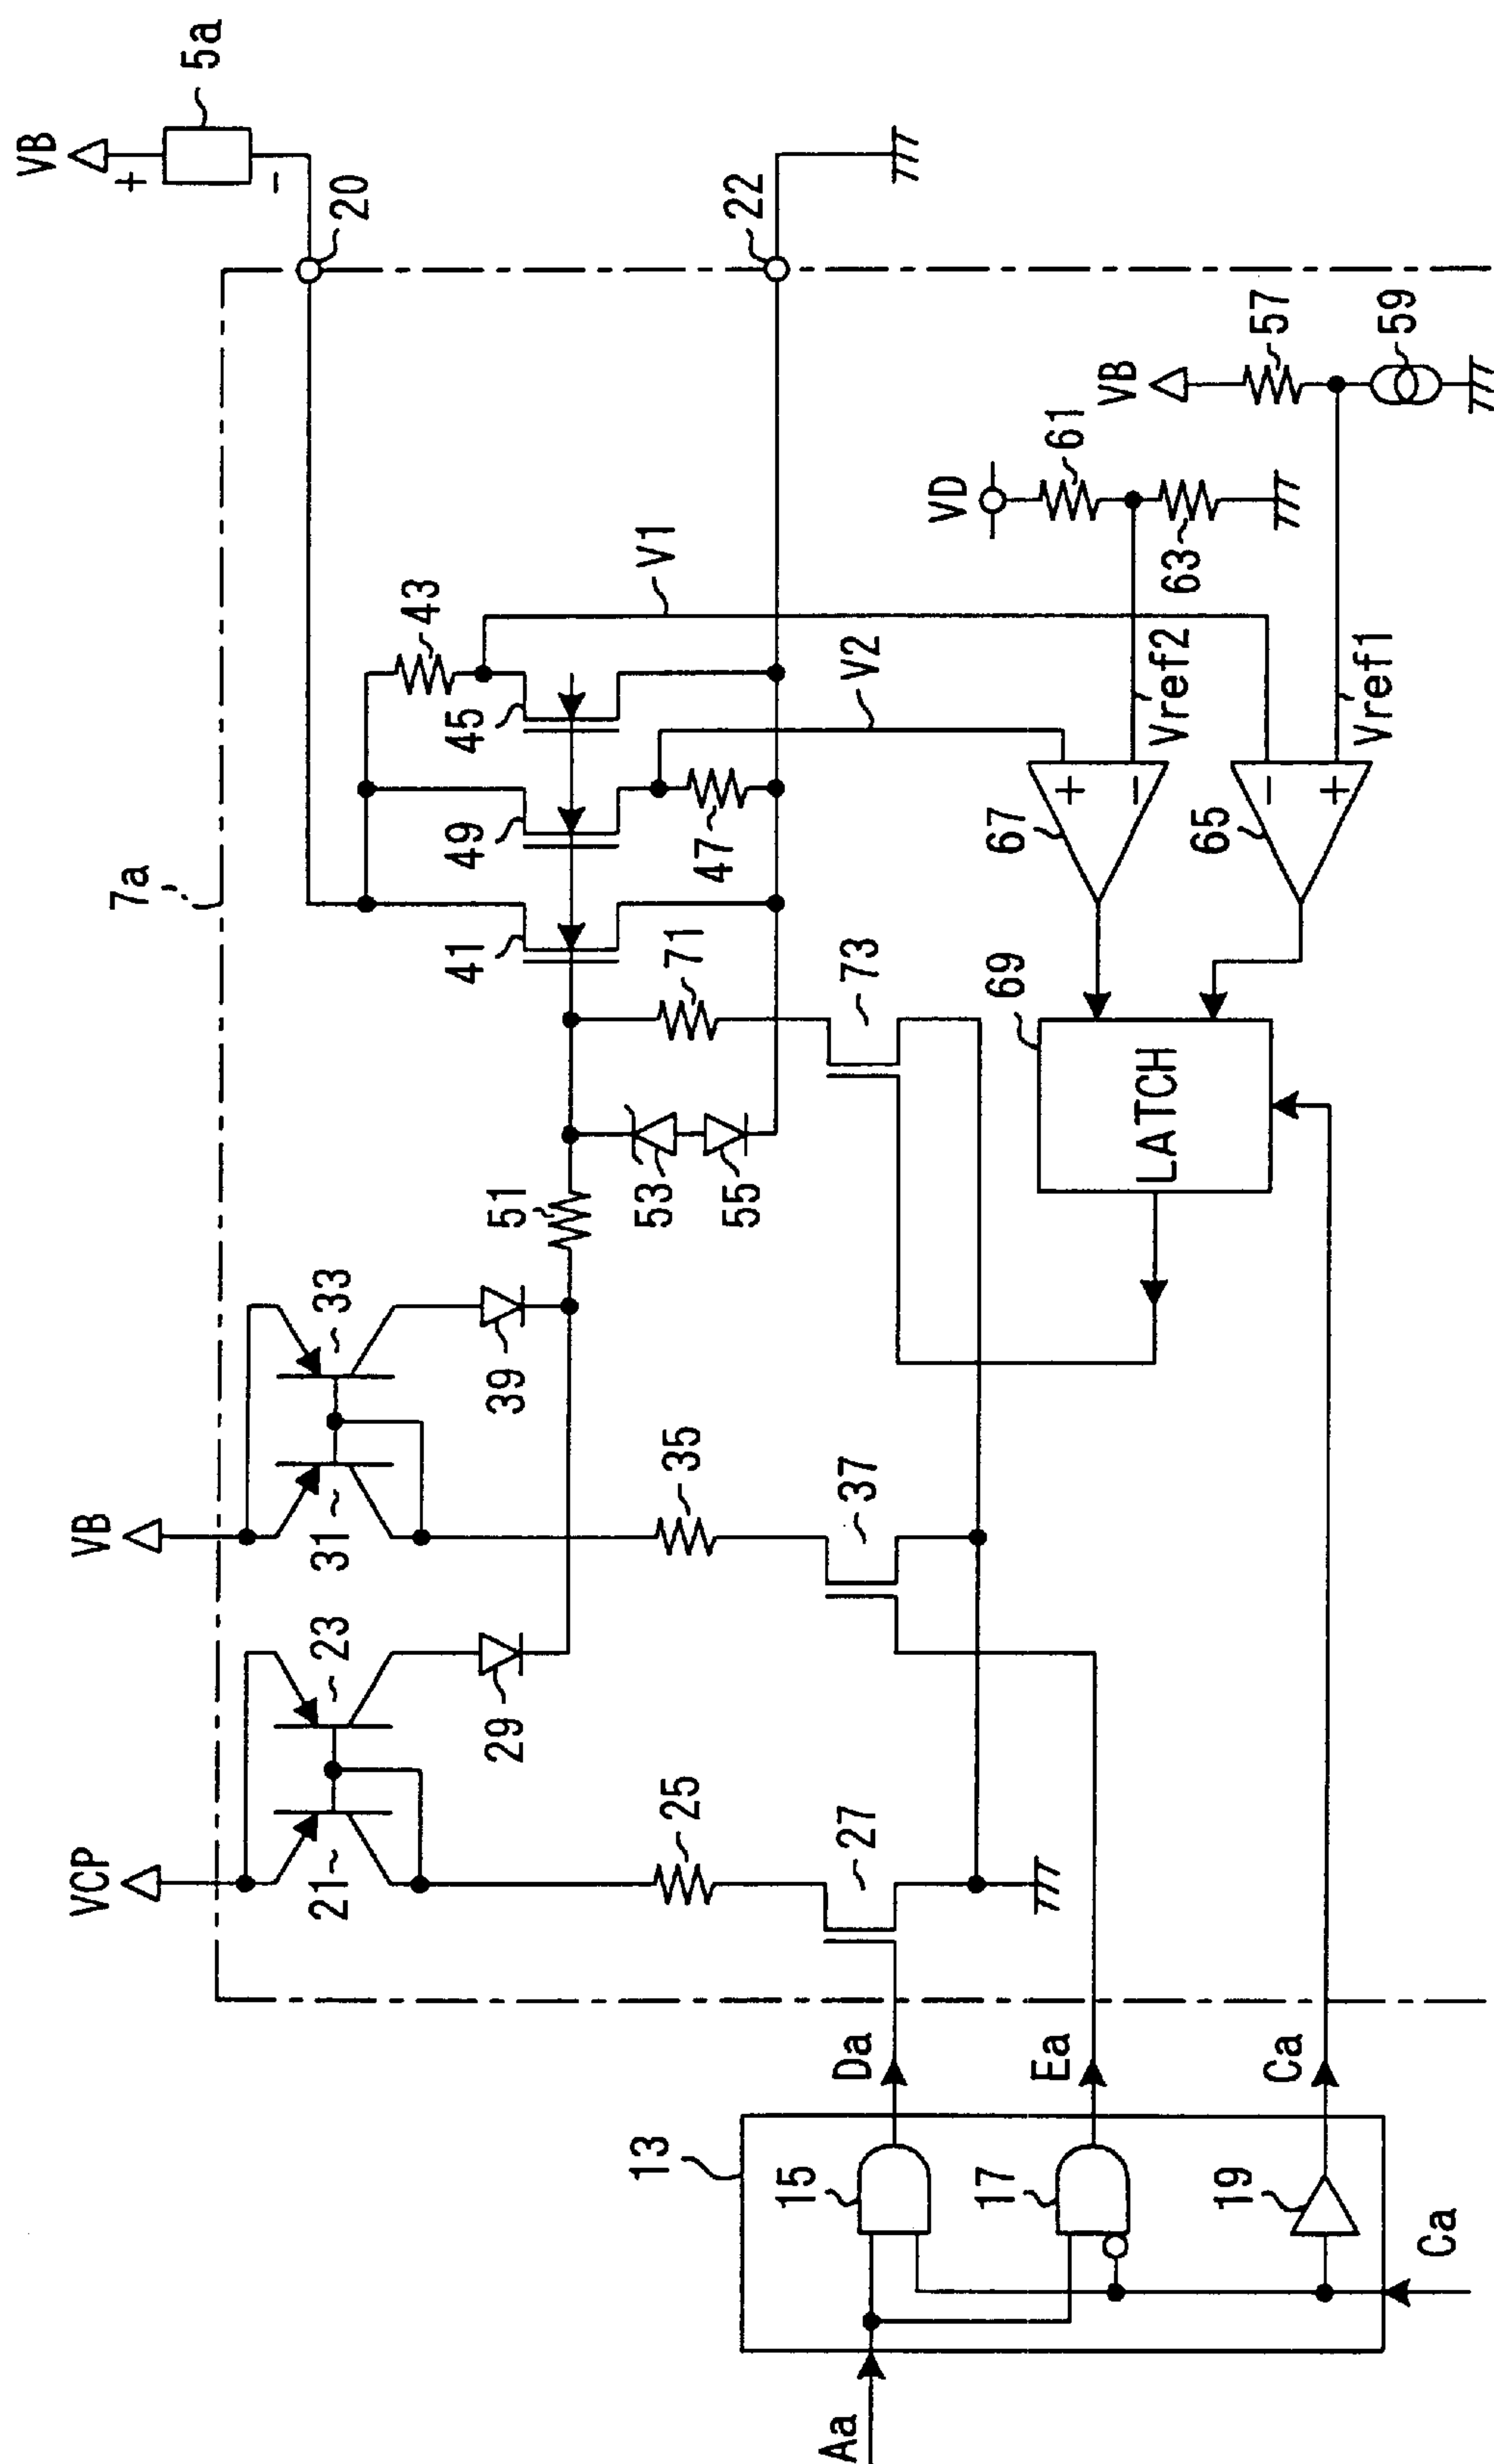 VB
5a
+
-
20
22
7a
43
V1
VD
61
VB
57
45
V2
63
59
49
47
Vref2
Vref1
41
67
+
-
65
-
+
71
73
69
LATCH
51
53
55
33
39
VB
31
35
37
23
29
VCP
21
25
27
Da
Ea
Ca
13
15
17
19
Aa
Ca